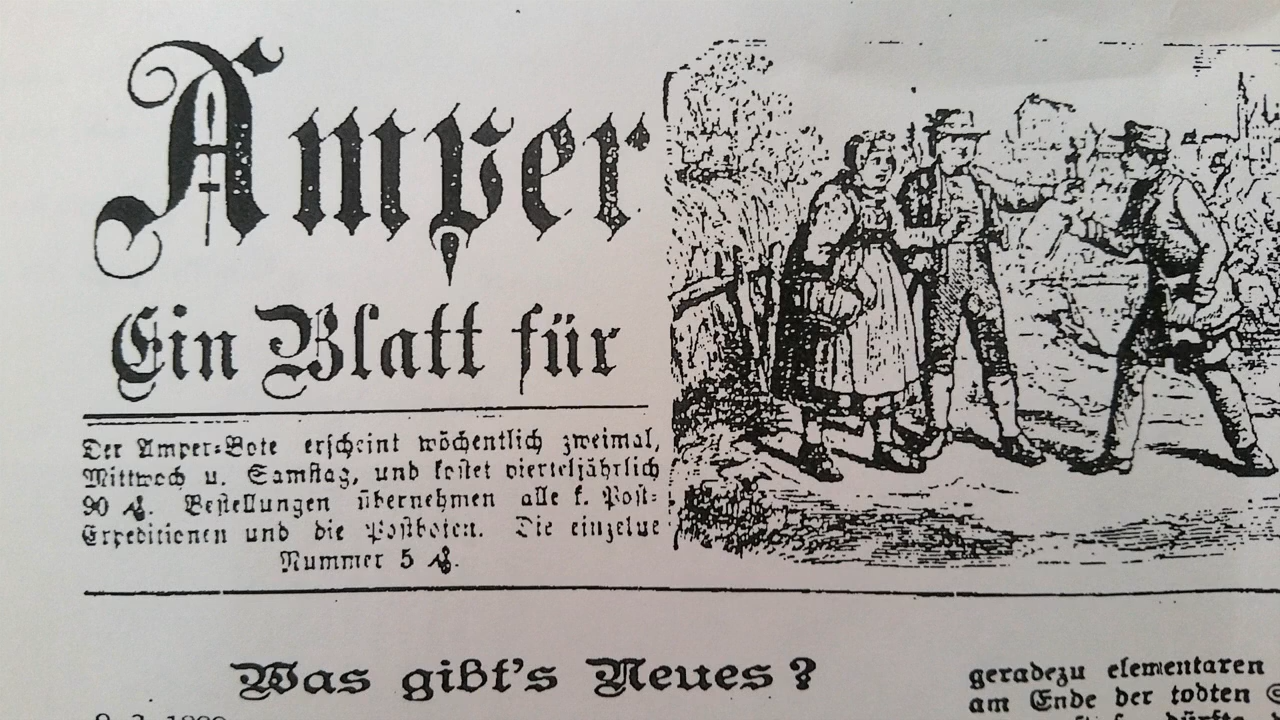 Amper
Ein Blatt für
Der Amper-Bote erscheint wöchentlich zweimal,
Mittwoch u. Samstag, und kostet vierteljährlich
90 ₰. Bestellungen übernehmen alle k. Post-
Expeditionen und die Postboten. Die einzelne
Nummer 5 ₰.
Was gibt's Neues?
geradezu elementaren
am Ende der todten